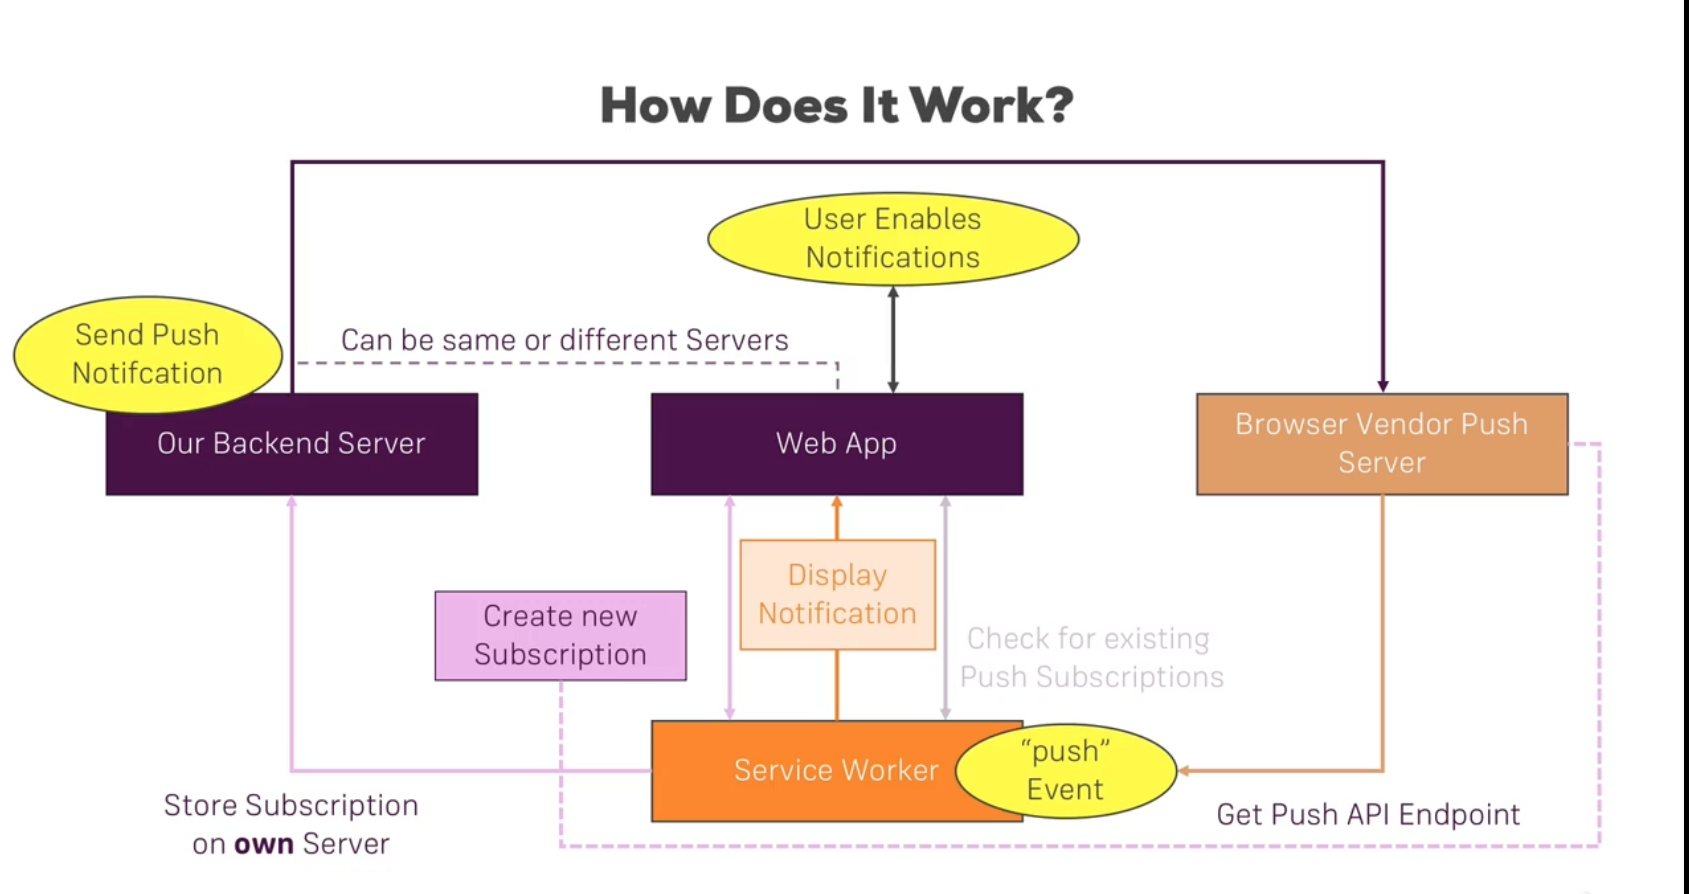 How Does It Work?
User Enables
Notifications
Send Push
Notifcation
Can be same or different Servers
Our Backend Server
Web App
Browser Vendor Push
Server
Display
Notification
Create new
Subscription
Check for existing
Push Subscriptions
Service Worker
“push”
Event
Store Subscription
on own Server
Get Push API Endpoint